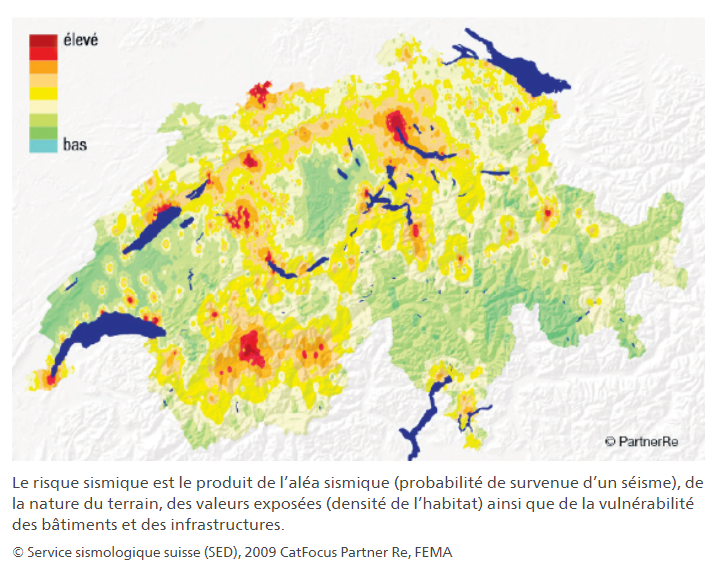 élevé
bas
© PartnerRe
Le risque sismique est le produit de l’aléa sismique (probabilité de survenue d’un séisme), de
la nature du terrain, des valeurs exposées (densité de l’habitat) ainsi que de la vulnérabilité
des bâtiments et des infrastructures.
© Service sismologique suisse (SED), 2009 CatFocus Partner Re, FEMA